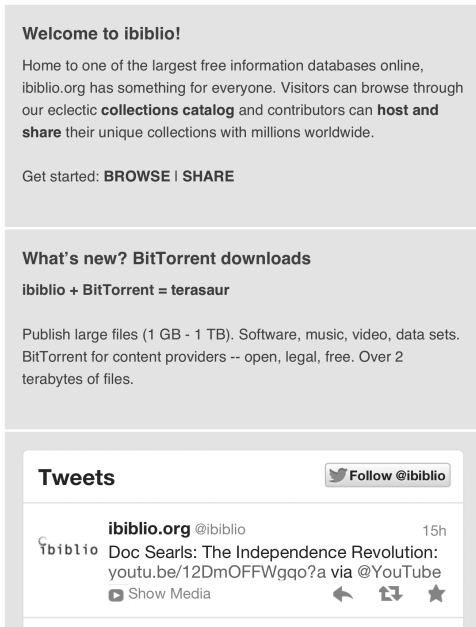 Welcome to ibiblio!
Home to one of the largest free information databases online,
ibiblio.org has something for everyone. Visitors can browse through
our eclectic collections catalog and contributors can host and
share their unique collections with millions worldwide.
Get started: BROWSE | SHARE
What's new? BitTorrent downloads
ibiblio + BitTorrent = terasaur
Publish large files (1 GB - 1 TB). Software, music, video, data sets.
BitTorrent for content providers -- open, legal, free. Over 2
terabytes of files.
Tweets
Follow @ibiblio
ibiblio.org @ibiblio 15h
ibiblio
Doc Searls: The Independence Revolution:
youtu.be/12DmOFFWgqo?a via @YouTube
Show Media